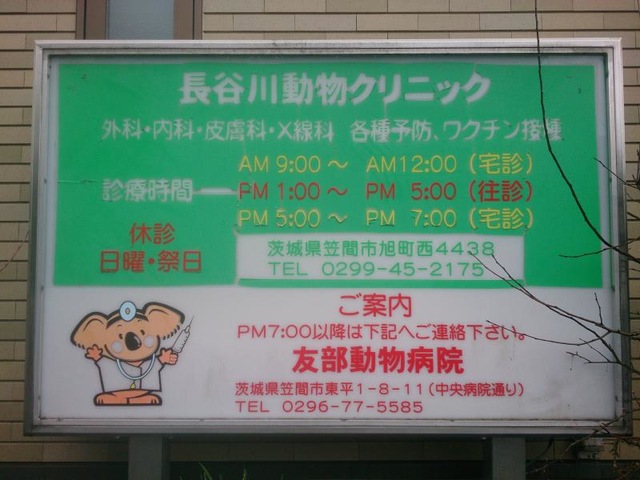 長谷川動物クリニック
外科・内科・皮膚科・X線科 各種予防、ワクチン接種
AM 9:00〜 AM12:00(宅診)
診療時間 PM 1:00〜 PM 5:00(往診)
PM 5:00〜 PM 7:00(宅診)
休診
日曜・祭日
茨城県笠間市旭町西4438
TEL 0299-45-2175
ご案内
PM7:00以降は下記へご連絡下さい。
友部動物病院
茨城県笠間市東平1-8-11(中央病院通り)
TEL 0296-77-5585